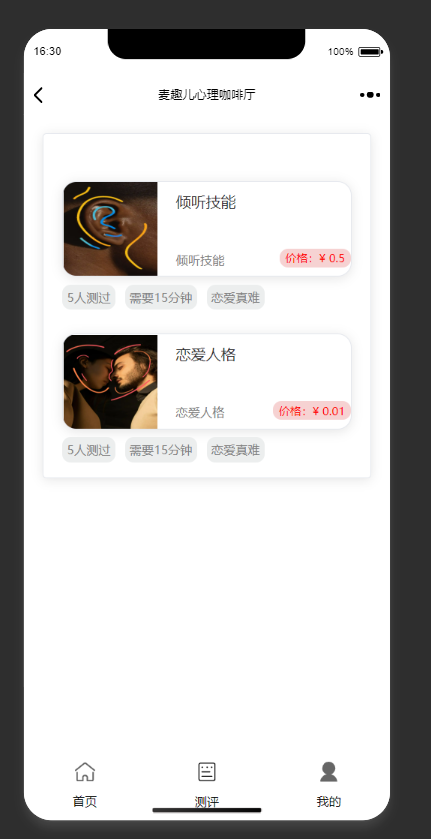 16:30 100%
麦趣儿心理咖啡厅
倾听技能
倾听技能 价格：¥ 0.5
5人测过 需要15分钟 恋爱真难
恋爱人格
恋爱人格 价格：¥ 0.01
5人测过 需要15分钟 恋爱真难
首页 测评 我的